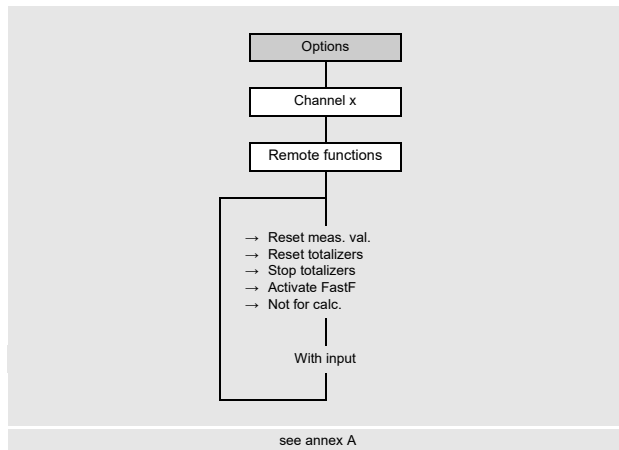 Options
Channel x
Remote functions
→ Reset meas. val.
→ Reset totalizers
→ Stop totalizers
→ Activate FastF
→ Not for calc.
With input
see annex A